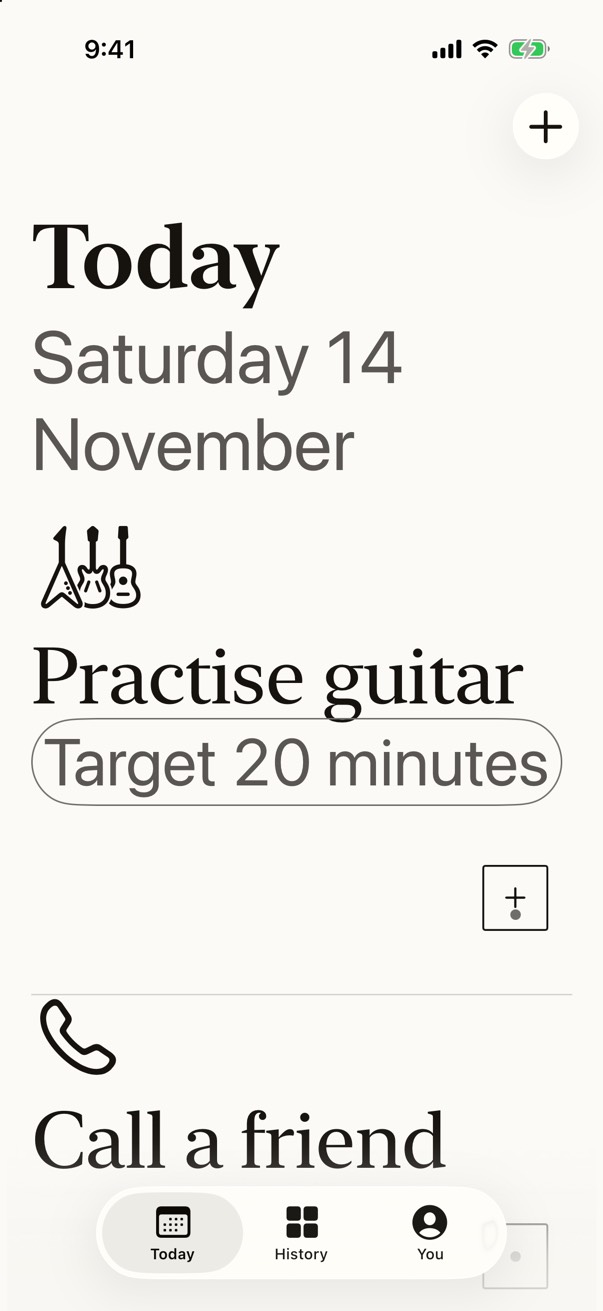 9:41
Today
Saturday 14
November
Practise guitar
Target 20 minutes
Call a friend
Today
History
You